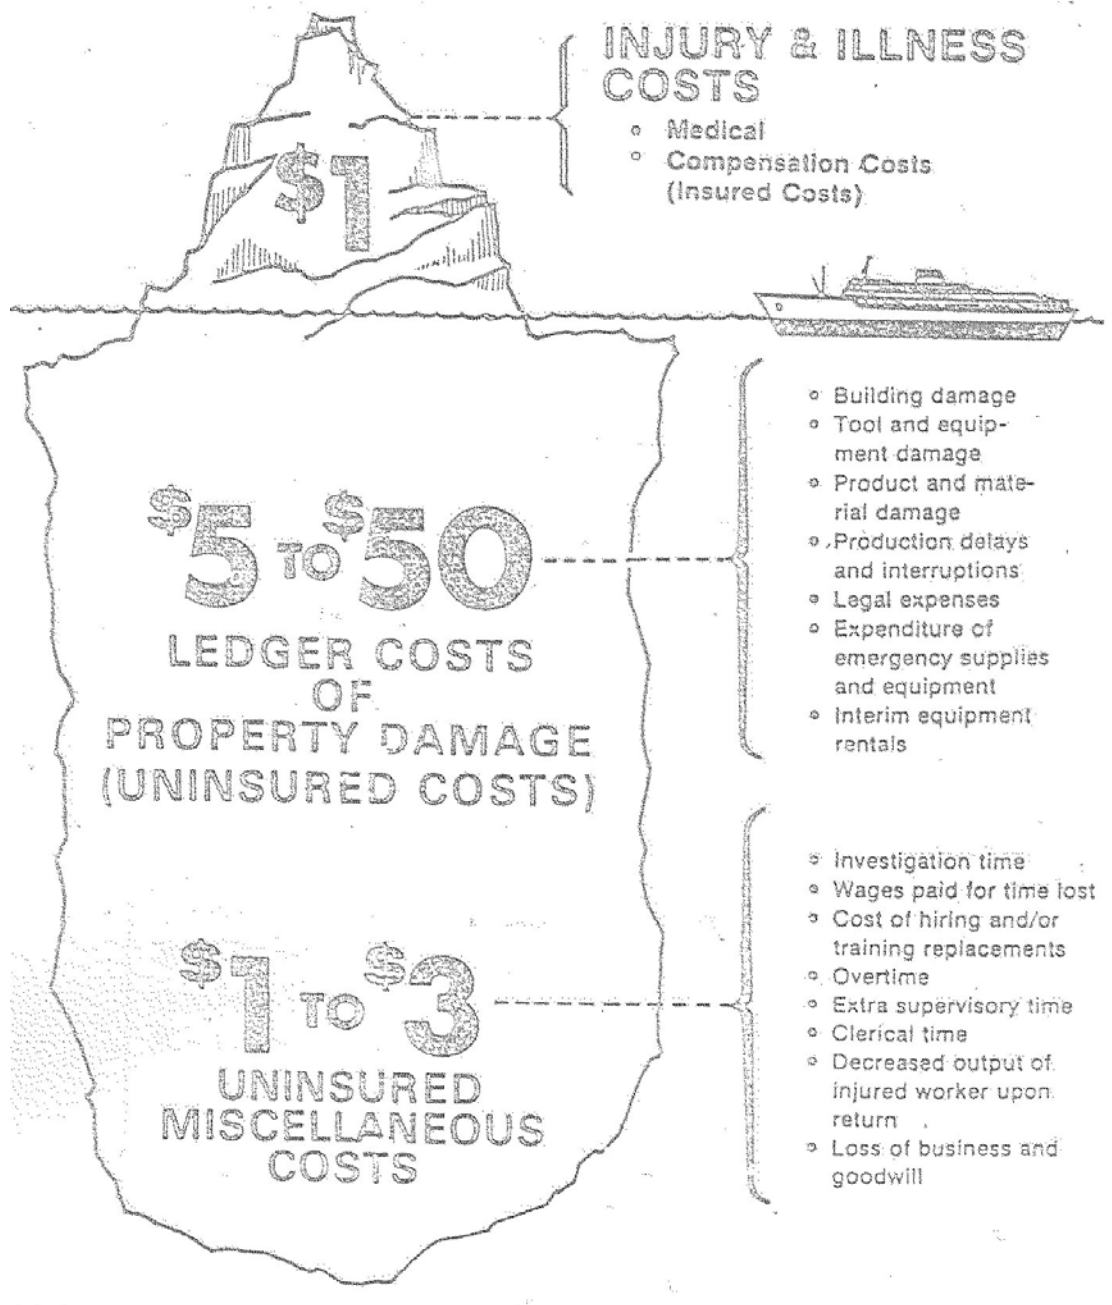 INJURY & ILLNESS
COSTS
Medical
Compensation Costs
(Insured Costs)
$1
Building damage
Tool and equip-
ment damage
Product and mate-
rial damage
Production delays
and interruptions
Legal expenses
Expenditure of
emergency supplies
and equipment
Interim equipment
rentals
$5 TO $50
LEDGER COSTS
OF
PROPERTY DAMAGE
(UNINSURED COSTS)
Investigation time
Wages paid for time lost
Cost of hiring and/or
training replacements
Overtime
Extra supervisory time
Clerical time
Decreased output of
injured worker upon
return
Loss of business and
goodwill
$1 TO $3
UNINSURED
MISCELLANEOUS
COSTS